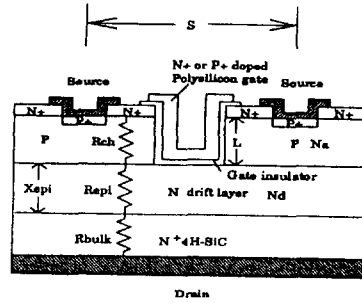 S
N+ or P+ doped
Polysilicon gate
Source
Source
N+
N+
N+
N+
P+
P+
P
Rch
L
P
Na
Gate insulator
Xepi
Repi
N drift layer
Nd
Rbulk
N+ 4H-SiC
Drain